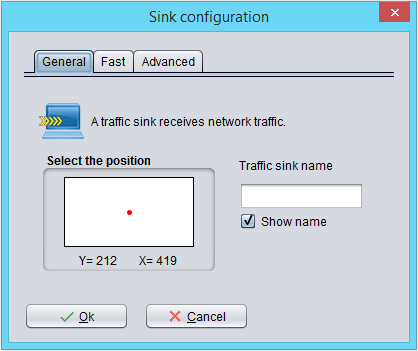 Sink configuration
General Fast Advanced
A traffic sink receives network traffic.
Select the position
Traffic sink name
Show name
Y= 212 X= 419
Ok Cancel